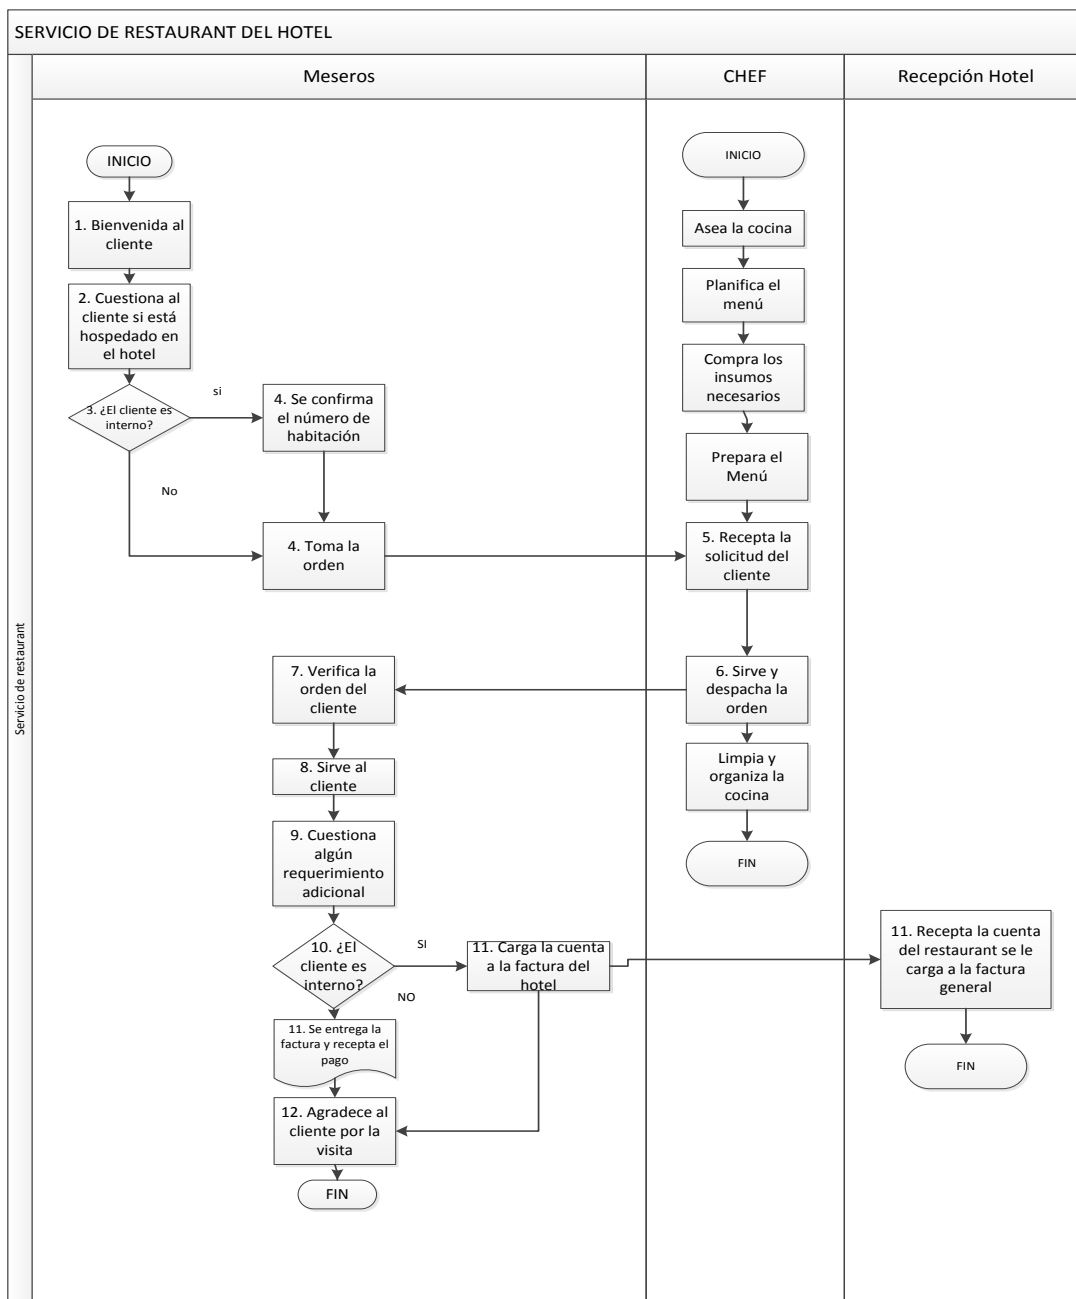 SERVICIO DE RESTAURANT DEL HOTEL
Meseros
CHEF
Recepción Hotel
Servicio de restaurant
INICIO
1. Bienvenida al
cliente
2. Cuestiona al
cliente si está
hospedado en
el hotel
3. ¿El cliente es
interno?
si
No
4. Se confirma
el número de
habitación
4. Toma la
orden
INICIO
Asea la cocina
Planifica el
menú
Compra los
insumos
necesarios
Prepara el
Menú
5. Recepta la
solicitud del
cliente
6. Sirve y
despacha la
orden
Limpia y
organiza la
cocina
FIN
7. Verifica la
orden del
cliente
8. Sirve al
cliente
9. Cuestiona
algún
requerimiento
adicional
10. ¿El
cliente es
interno?
SI
NO
11. Carga la cuenta
a la factura del
hotel
11. Recepta la cuenta
del restaurant se le
carga a la factura
general
FIN
11. Se entrega la
factura y recepta el
pago
12. Agradece al
cliente por la
visita
FIN